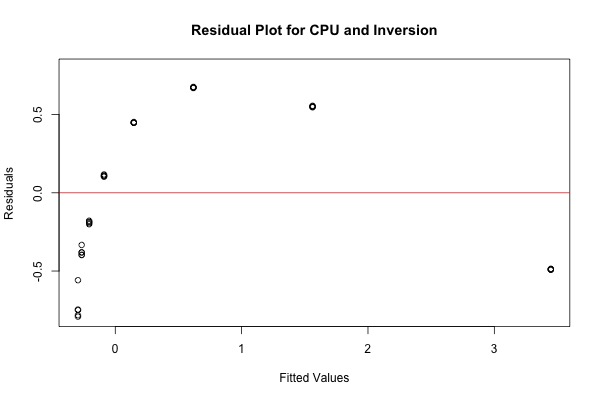 Residual Plot for CPU and Inversion
Residuals
0.5
0.0
-0.5
0 1 2 3
Fitted Values